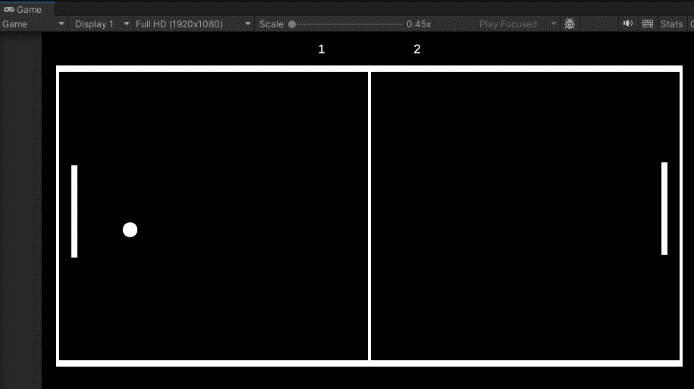 Game
Game Display 1 Full HD (1920x1080) Scale 0.45x Play Focused Stats
1 2